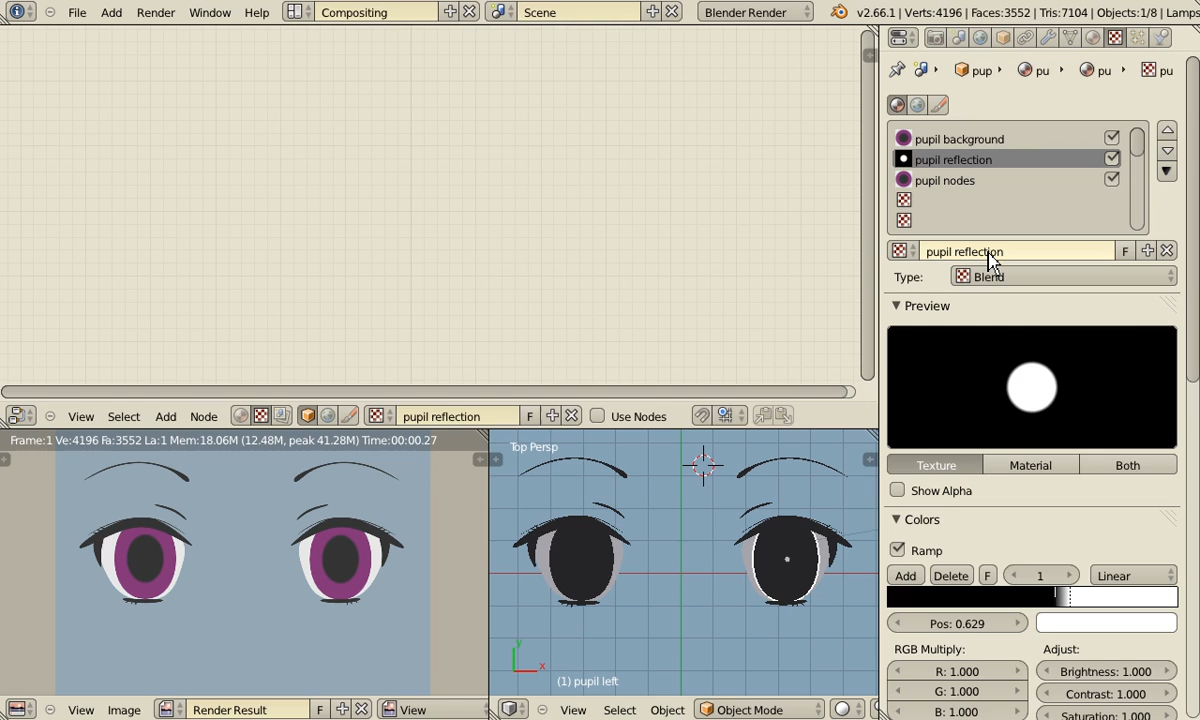 File Add Render Window Help Compositing Scene Blender Render v2.66.1 | Verts:4196 | Faces:3552 | Tris:7104 | Objects:1/8 | Lamps
pup pu pu pu
pupil background
pupil reflection
pupil nodes
pupil reflection F
Type: Blend
Preview
Texture Material Both
Show Alpha
Colors
Ramp
Add Delete F 1 Linear
Pos: 0.629
RGB Multiply: Adjust:
R: 1.000 Brightness: 1.000
G: 1.000 Contrast: 1.000
B: 1.000 Saturation: 1.000
View Select Add Node pupil reflection F Use Nodes
Frame:1 Ve:4196 Fa:3552 La:1 Mem:18.06M (12.48M, peak 41.28M) Time:00:00.27
Top Persp
y
x
(1) pupil left
View Image Render Result F View
View Select Object Object Mode